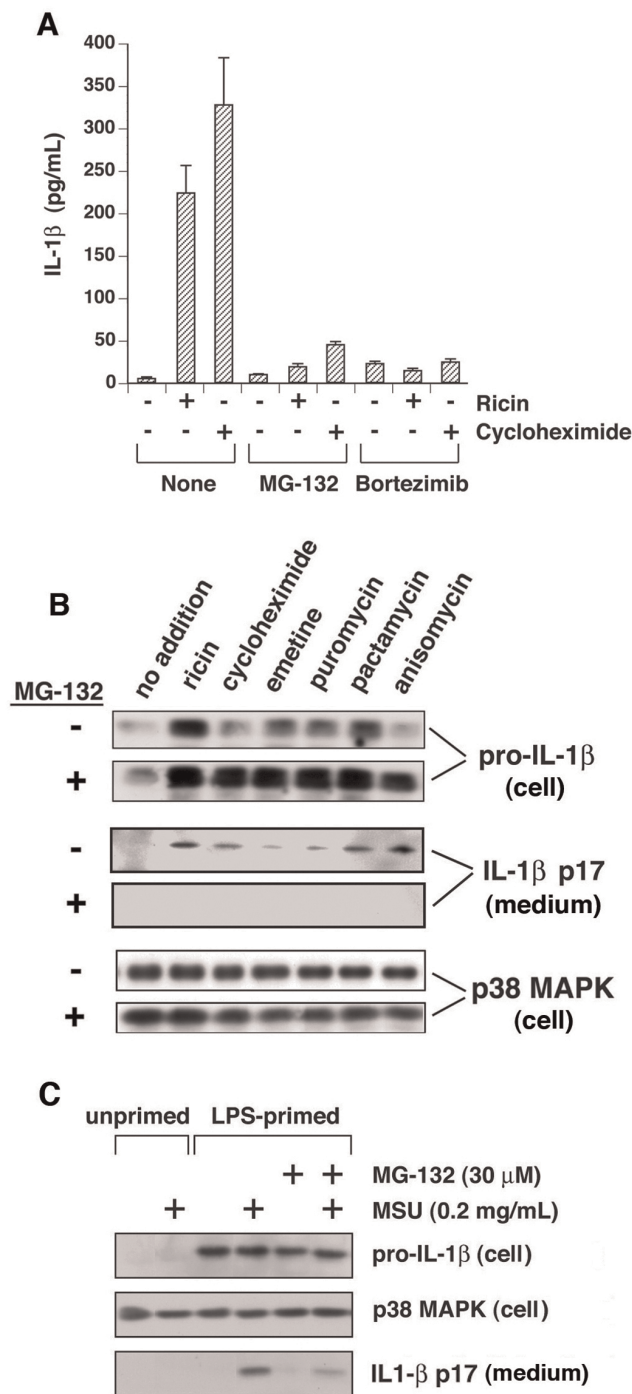 A
400
350
300
250
200
150
100
50
0
IL-1β (pg/mL)
- + - - + - - + - Ricin
- - + - - + - - + Cycloheximide
None MG-132 Bortezimib
B
no addition
ricin
cycloheximide
emetine
puromycin
pactamycin
anisomycin
MG-132
-
+
pro-IL-1β
(cell)
-
+
IL-1β p17
(medium)
-
+
p38 MAPK
(cell)
C
unprimed LPS-primed
+ + MG-132 (30 μM)
+ + + MSU (0.2 mg/mL)
pro-IL-1β (cell)
p38 MAPK (cell)
IL1-β p17 (medium)